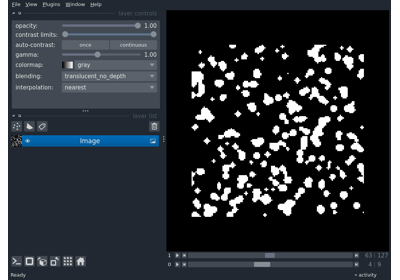 File View Plugins Window Help
layer controls
opacity: 1.00
contrast limits:
auto-contrast: once continuous
gamma: 1.00
colormap: gray
blending: translucent_no_depth
interpolation: nearest
layer list
Image
1 63 127
0 4 9
Ready activity